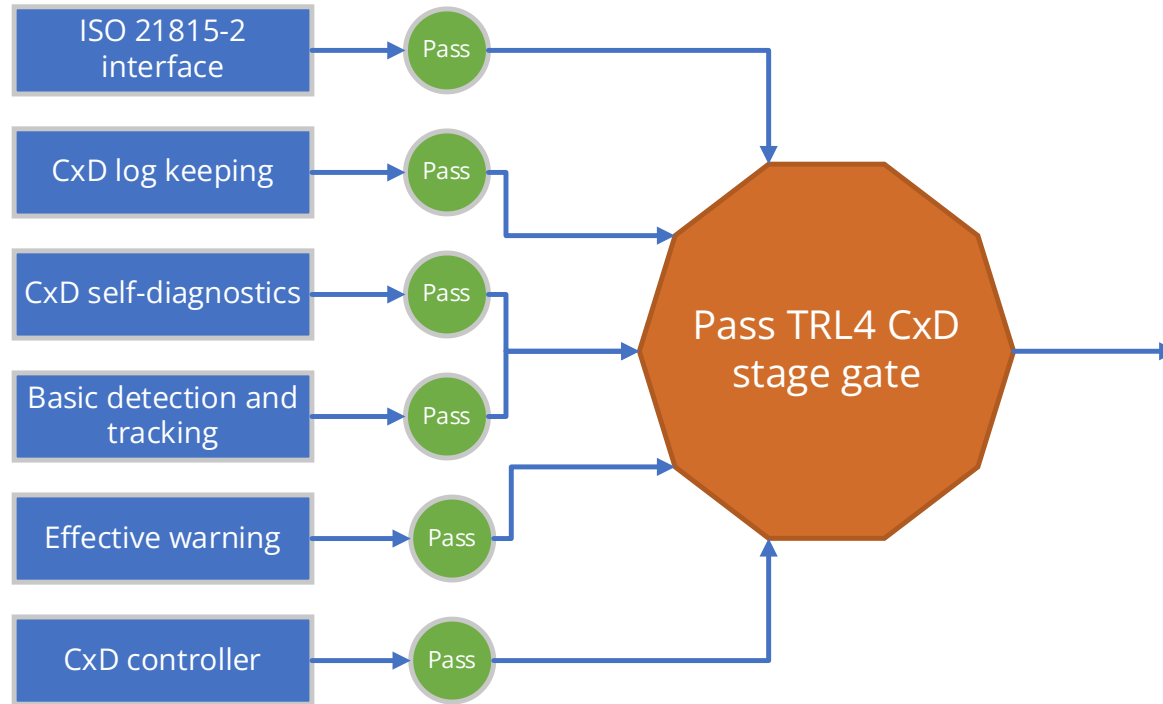 ISO 21815-2
interface
Pass
CxD log keeping
Pass
CxD self-diagnostics
Pass
Basic detection and
tracking
Pass
Effective warning
Pass
CxD controller
Pass
Pass TRL4 CxD
stage gate